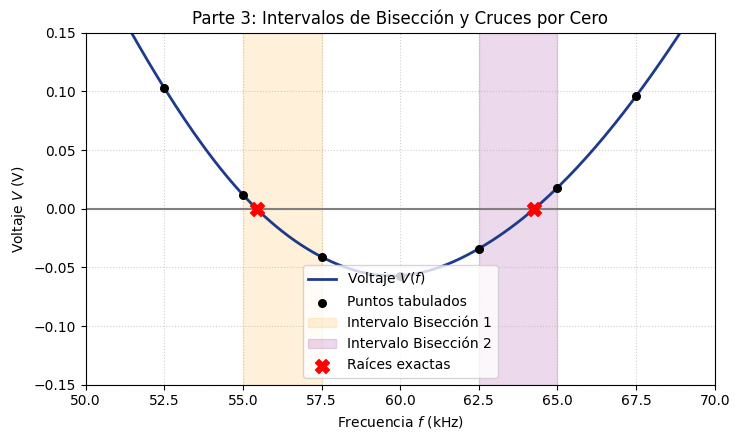 Parte 3: Intervalos de Bisección y Cruces por Cero
Voltaje V (V)
0.15
0.10
0.05
0.00
−0.05
−0.10
−0.15
Voltaje V(f)
Puntos tabulados
Intervalo Bisección 1
Intervalo Bisección 2
Raíces exactas
50.0 52.5 55.0 57.5 60.0 62.5 65.0 67.5 70.0
Frecuencia f (kHz)